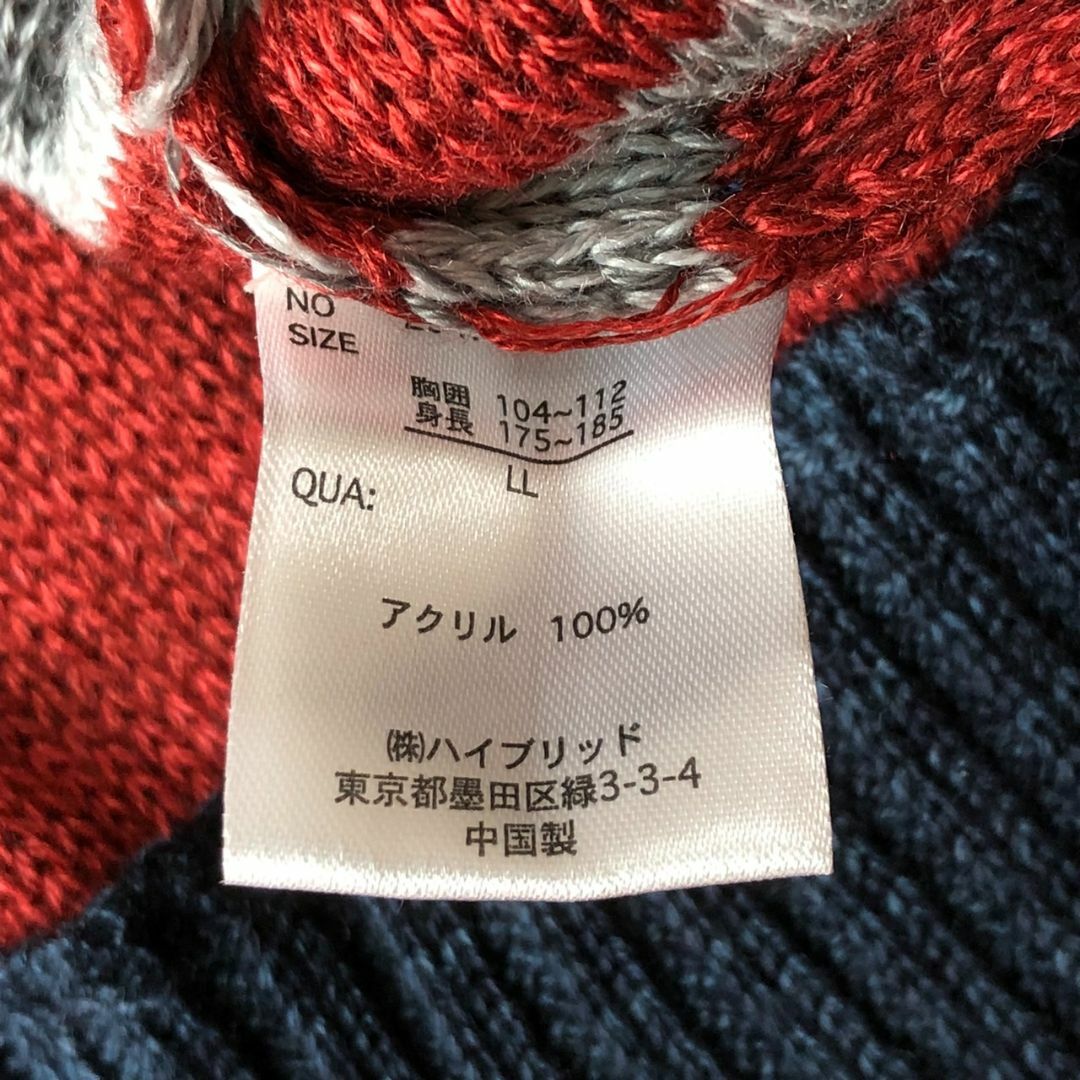 NO
SIZE
胸囲 104~112
身長 175~185
QUA: LL
アクリル 100%
㈱ハイブリッド
東京都墨田区緑3-3-4
中国製